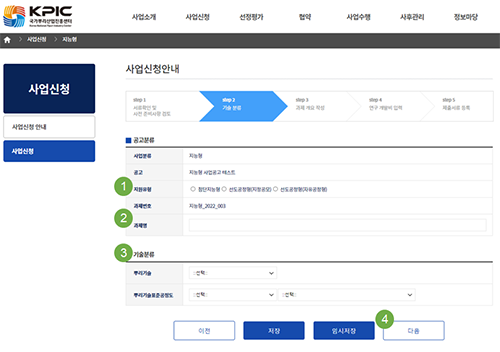 KPIC
국가뿌리산업진흥센터
Korea National Ppuri Industry Center
사업소개 사업신청 선정평가 협약 사업수행 사후관리 정보마당
사업신청 지능형
사업신청
사업신청 안내
사업신청
사업신청안내
step 1
서류확인 및
사전 준비사항 검토
기술 분류
step 3
과제 개요 작성
step 4
연구 개발비 입력
step 5
제출서류 등록
공고분류
사업분류 지능형
공고 지능형 사업공고 테스트
1
지원유형 첨단지능형 선도공정형(지정공모) 선도공정형(자유공정형)
과제번호 지능형_2022_003
2
과제명
3
기술분류
뿌리기술 : 선택 :
뿌리기술표준공정도 : 선택 : : 선택 :
4
이전 저장 임시저장 다음